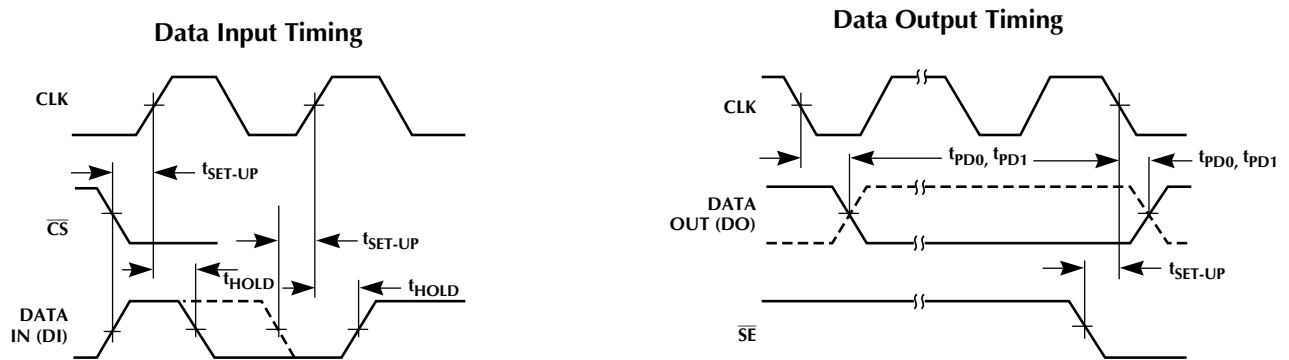 Data Input Timing
CLK
tSET-UP
CS
tSET-UP
tHOLD
tHOLD
DATA
IN (DI)
Data Output Timing
CLK
tPD0, tPD1
tPD0, tPD1
DATA
OUT (DO)
tSET-UP
SE